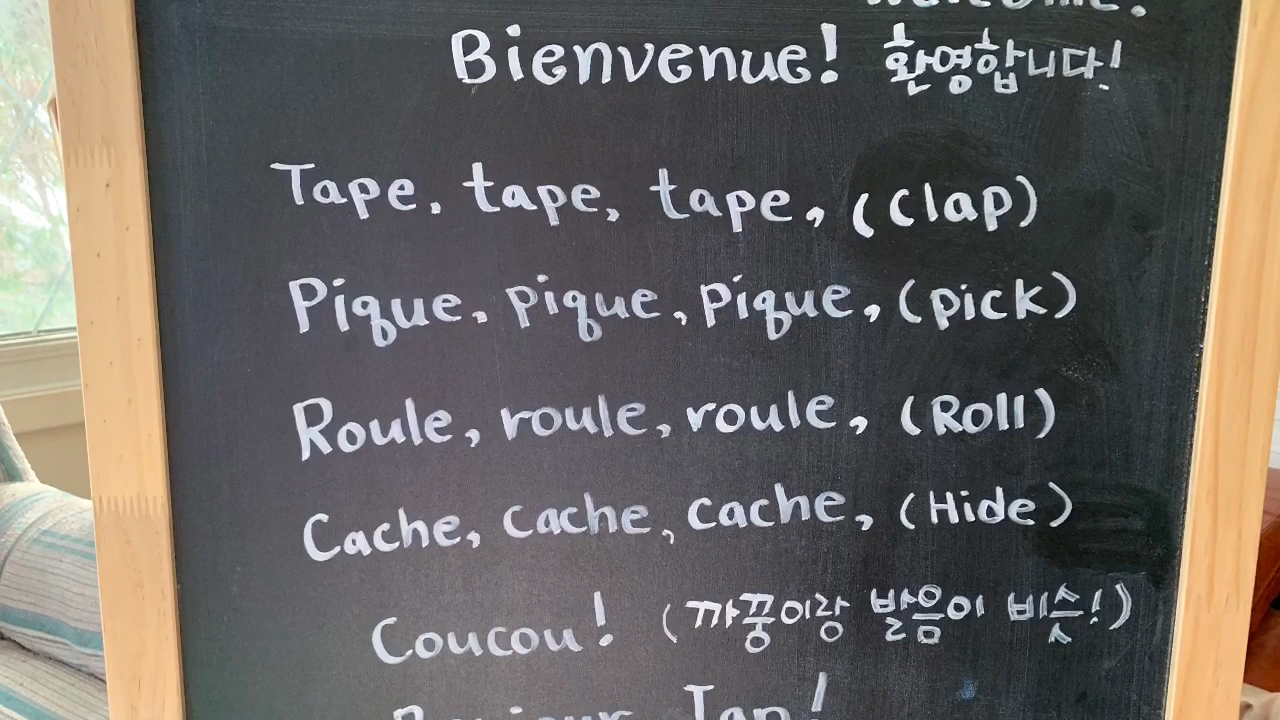 Welcome!
Bienvenue! 환영합니다!
Tape, tape, tape, (clap)
Pique, pique, pique, (pick)
Roule, roule, roule, (Roll)
Cache, cache, cache, (Hide)
Coucou! (까꿍이랑 발음이 비슷!)